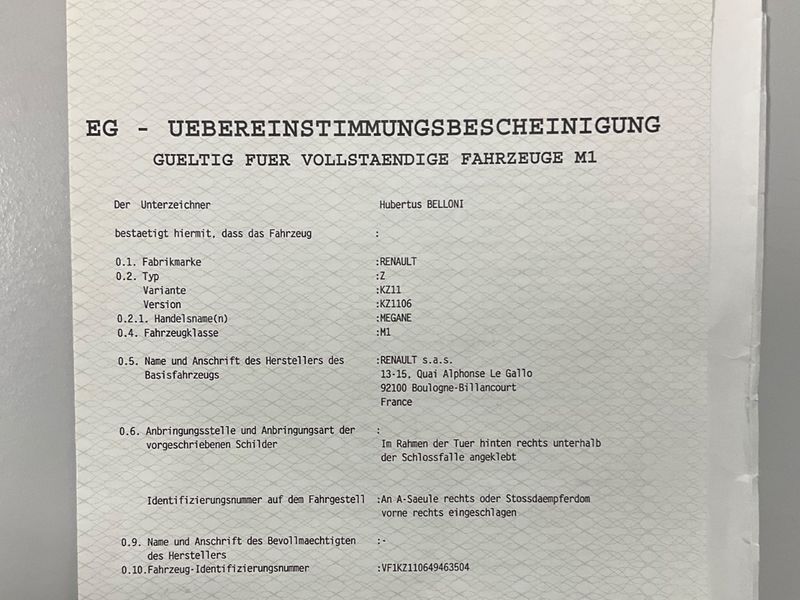 EG - UEBEREINSTIMMUNGSBESCHEINIGUNG
GUELTIG FUER VOLLSTAENDIGE FAHRZEUGE M1
Der Unterzeichner Hubertus BELLONI
bestaetigt hiermit, dass das Fahrzeug :
0.1. Fabrikmarke :RENAULT
0.2. Typ :Z
Variante :KZ11
Version :KZ1106
0.2.1. Handelsname(n) :MEGANE
0.4. Fahrzeugklasse :M1
0.5. Name und Anschrift des Herstellers des :RENAULT s.a.s.
Basisfahrzeugs 13-15, Quai Alphonse Le Gallo
92100 Boulogne-Billancourt
France
0.6. Anbringungsstelle und Anbringungsart der :
vorgeschriebenen Schilder Im Rahmen der Tuer hinten rechts unterhalb
der Schlossfalle angeklebt
Identifizierungsnummer auf dem Fahrgestell :An A-Saeule rechts oder Stossdaempferdom
vorne rechts eingeschlagen
0.9. Name und Anschrift des Bevollmaechtigten :-
des Herstellers
0.10.Fahrzeug-Identifizierungsnummer :VF1KZ110649463504